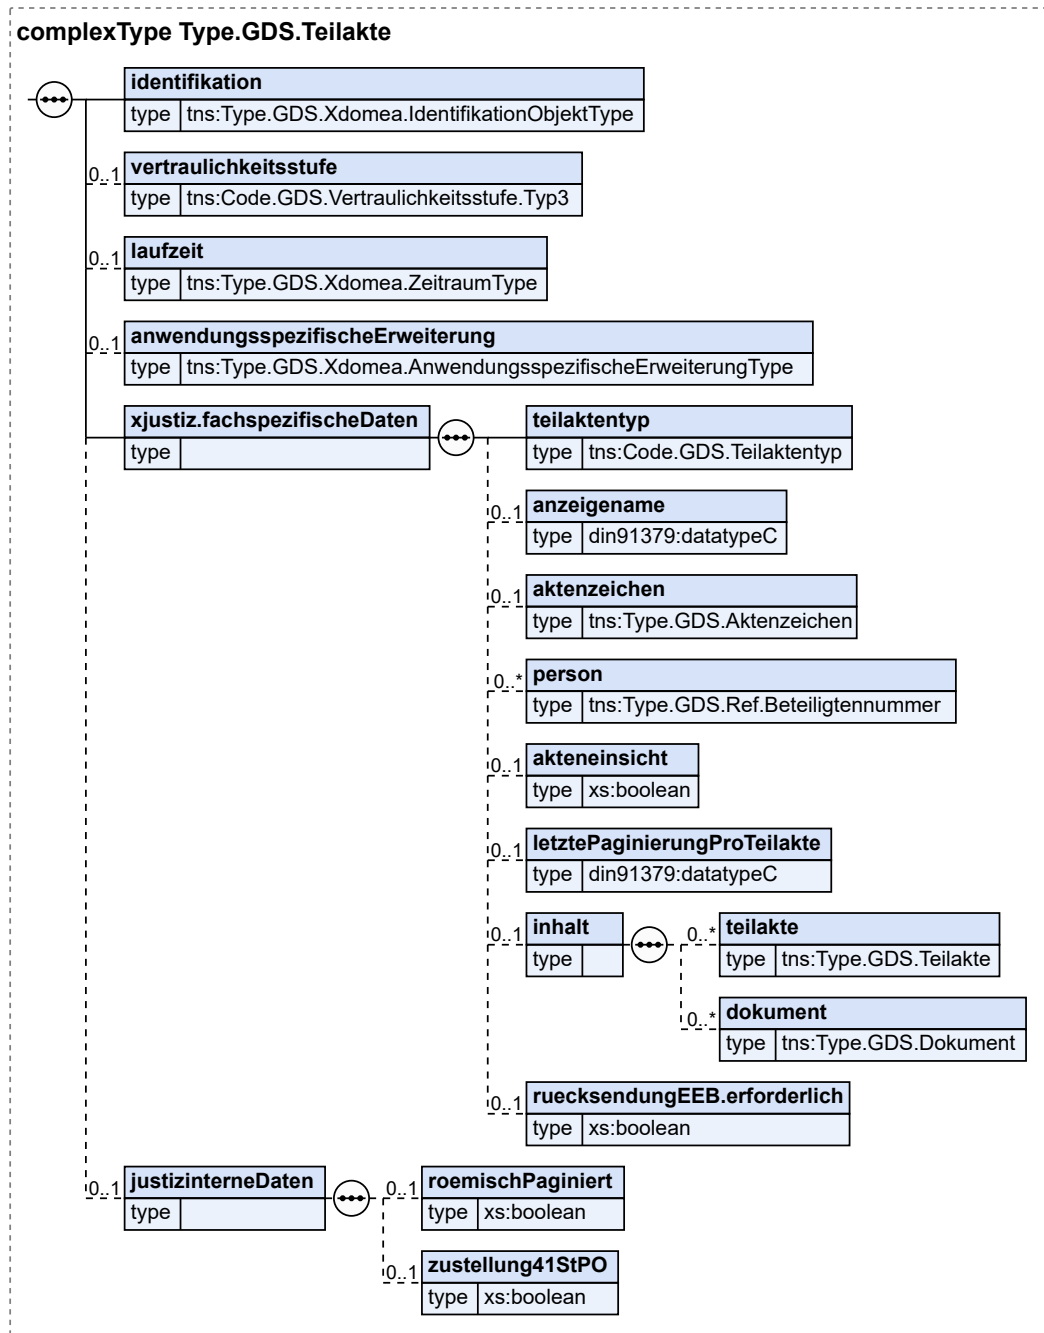 complexType Type.GDS.Teilakte
identifikation
type tns:Type.GDS.Xdomea.IdentifikationObjektType
0..1
vertraulichkeitsstufe
type tns:Code.GDS.Vertraulichkeitsstufe.Typ3
0..1
laufzeit
type tns:Type.GDS.Xdomea.ZeitraumType
0..1
anwendungsspezifischeErweiterung
type tns:Type.GDS.Xdomea.AnwendungsspezifischeErweiterungType
xjustiz.fachspezifischeDaten
type
teilaktentyp
type tns:Code.GDS.Teilaktentyp
0..1
anzeigename
type din91379:datatypeC
0..1
aktenzeichen
type tns:Type.GDS.Aktenzeichen
0..*
person
type tns:Type.GDS.Ref.Beteiligtennummer
0..1
akteneinsicht
type xs:boolean
0..1
letztePaginierungProTeilakte
type din91379:datatypeC
0..1
inhalt
type
0..*
teilakte
type tns:Type.GDS.Teilakte
0..*
dokument
type tns:Type.GDS.Dokument
0..1
ruecksendungEEB.erforderlich
type xs:boolean
0..1
justizinterneDaten
type
0..1
roemischPaginiert
type xs:boolean
0..1
zustellung41StPO
type xs:boolean